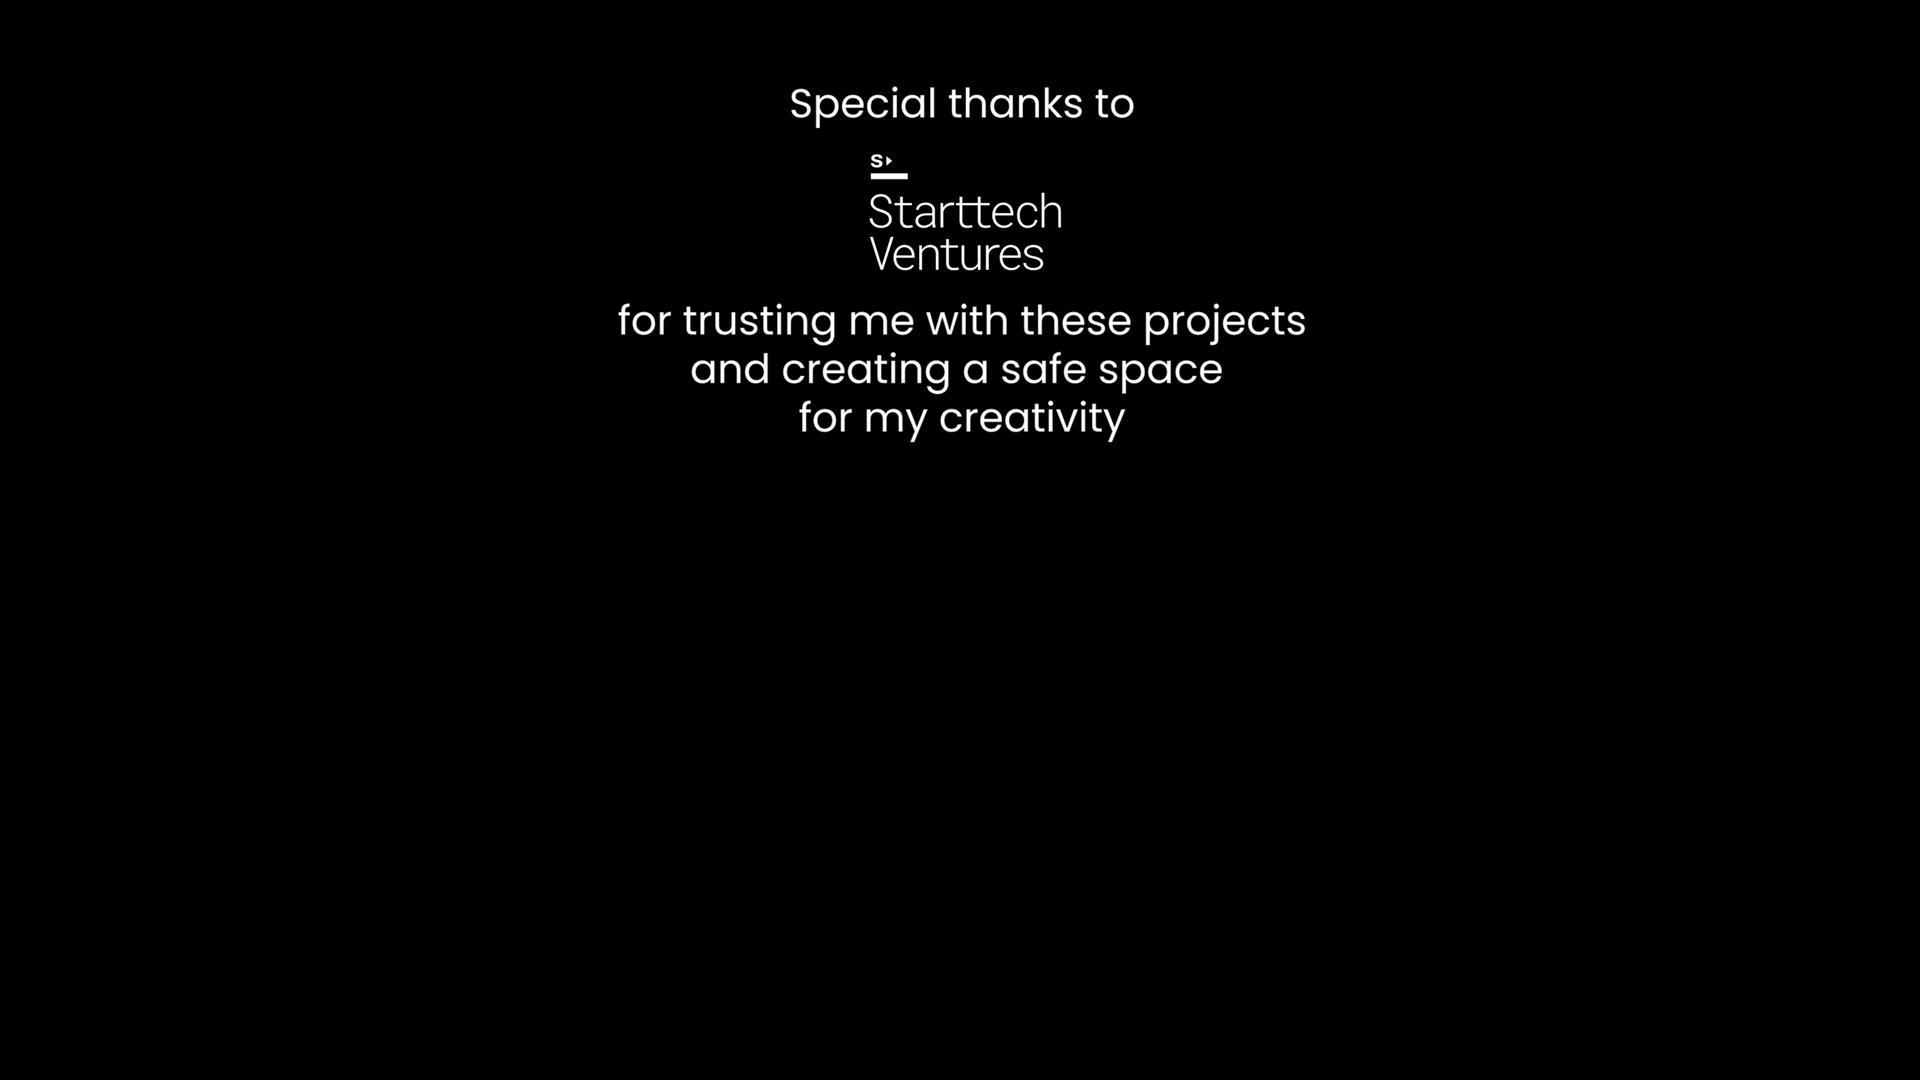 Special thanks to
S
Starttech
Ventures
for trusting me with these projects
and creating a safe space
for my creativity